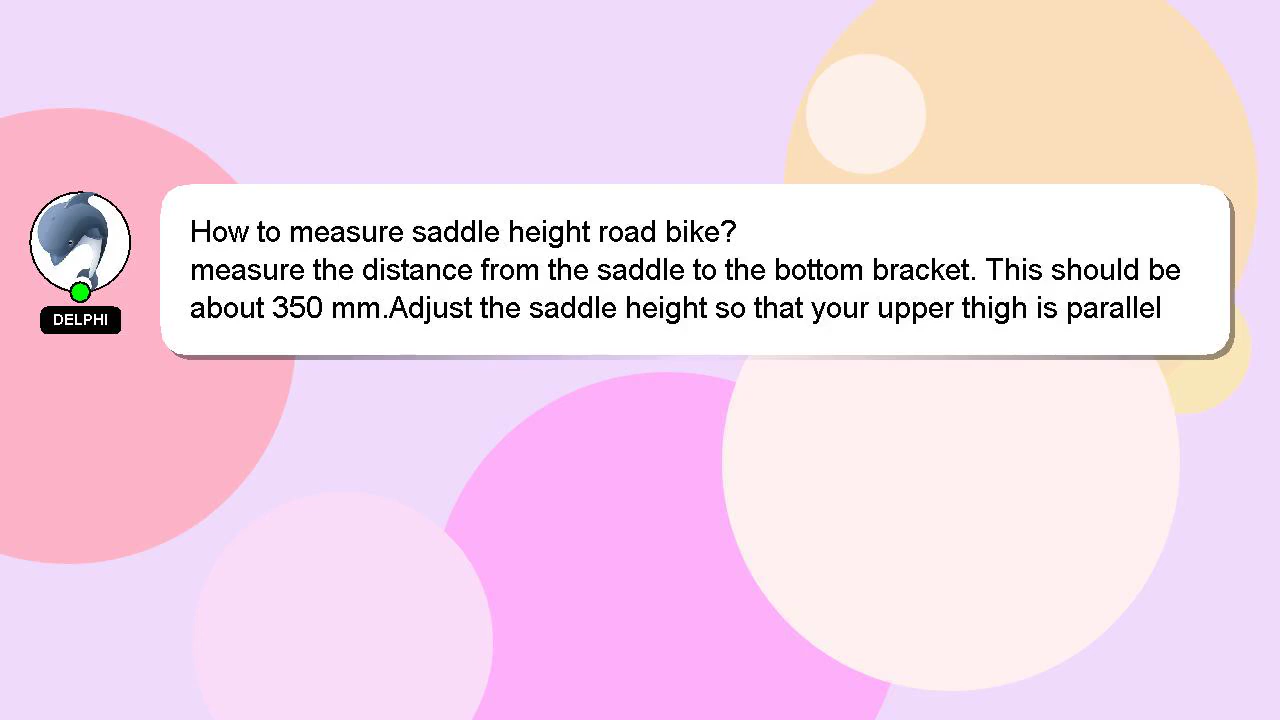 How to measure saddle height road bike?
measure the distance from the saddle to the bottom bracket. This should be
about 350 mm.Adjust the saddle height so that your upper thigh is parallel
DELPHI